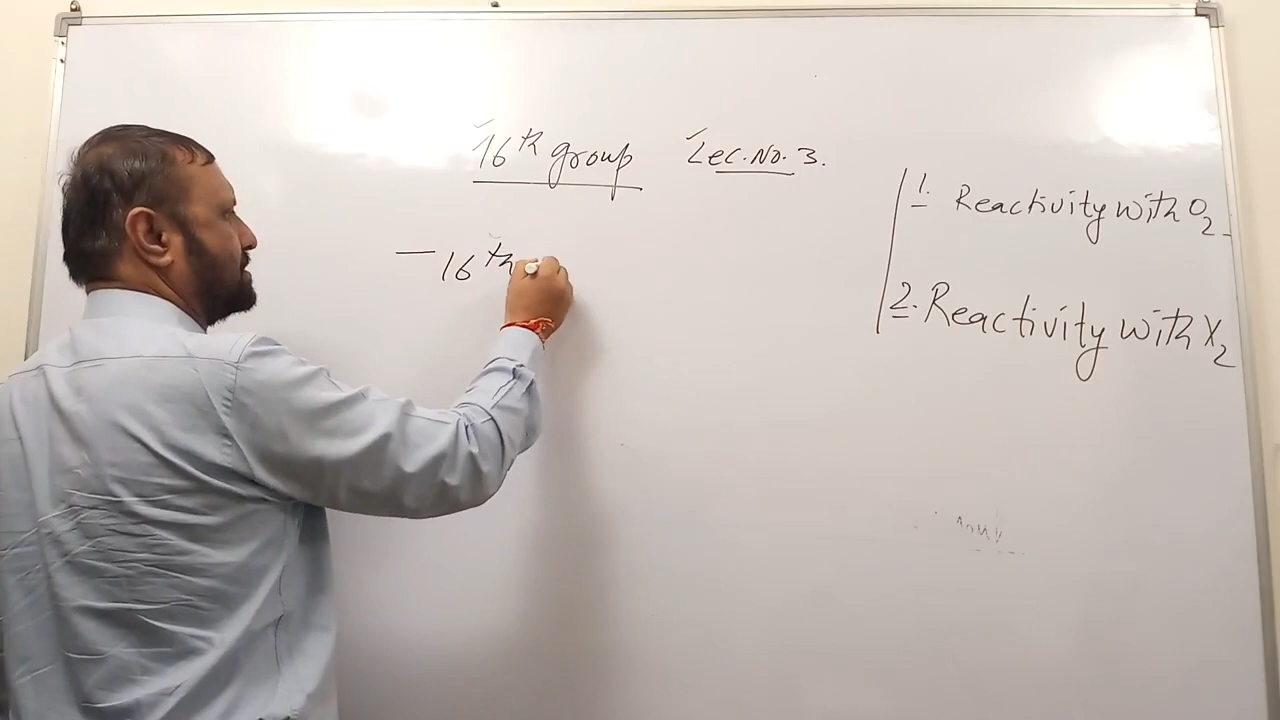 16th group Lec. No. 3.
1. Reactivity with O2
2. Reactivity with X2
— 16th